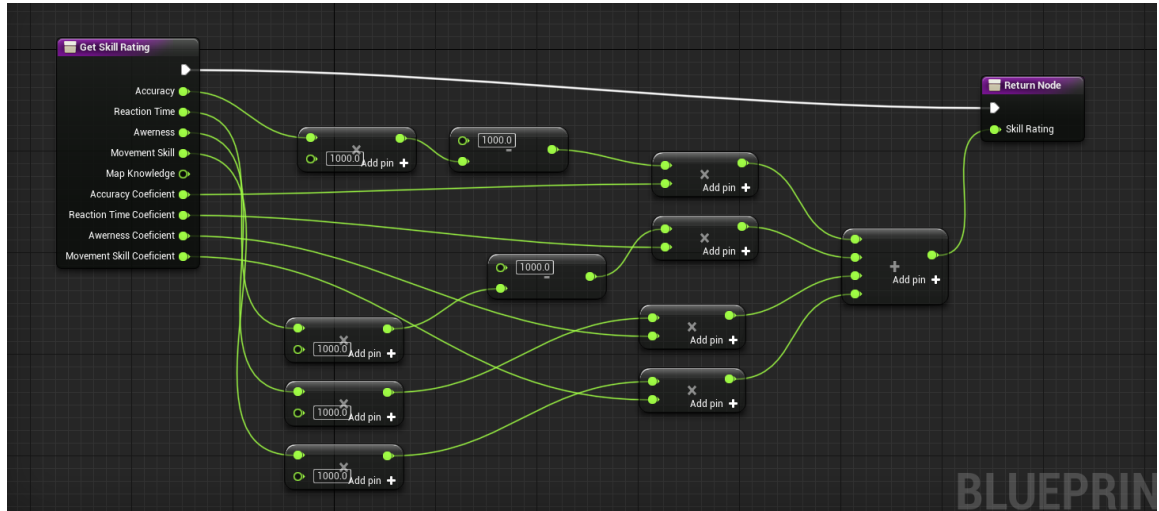 Get Skill Rating
Accuracy
Reaction Time
Awerness
Movement Skill
Map Knowledge
Accuracy Coeficient
Reaction Time Coeficient
Awerness Coeficient
Movement Skill Coeficient
×
1000.0
Add pin +
1000.0
-
×
Add pin +
×
Add pin +
1000.0
-
×
1000.0
Add pin +
×
1000.0
Add pin +
×
1000.0
Add pin +
×
Add pin +
×
Add pin +
+
Add pin +
Return Node
Skill Rating
BLUEPRIN